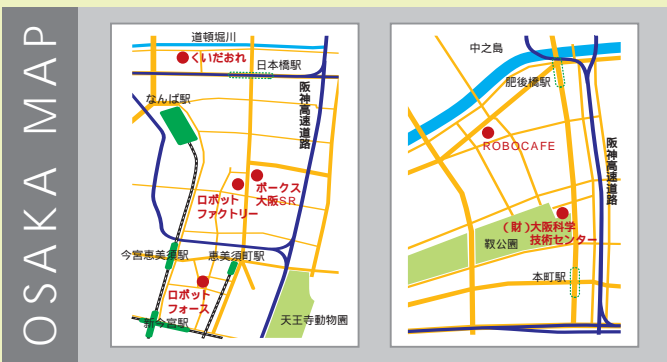 OSAKA MAP
道頓堀川
くいだおれ
日本橋駅
なんば駅
阪神高速道路
ボークス
大阪SR
ロボット
ファクトリー
今宮恵美須駅
恵美須町駅
ロボット
フォース
新今宮駅
天王寺動物園
中之島
肥後橋駅
ROBOCAFE
阪神高速道路
(財)大阪科学
技術センター
靱公園
本町駅